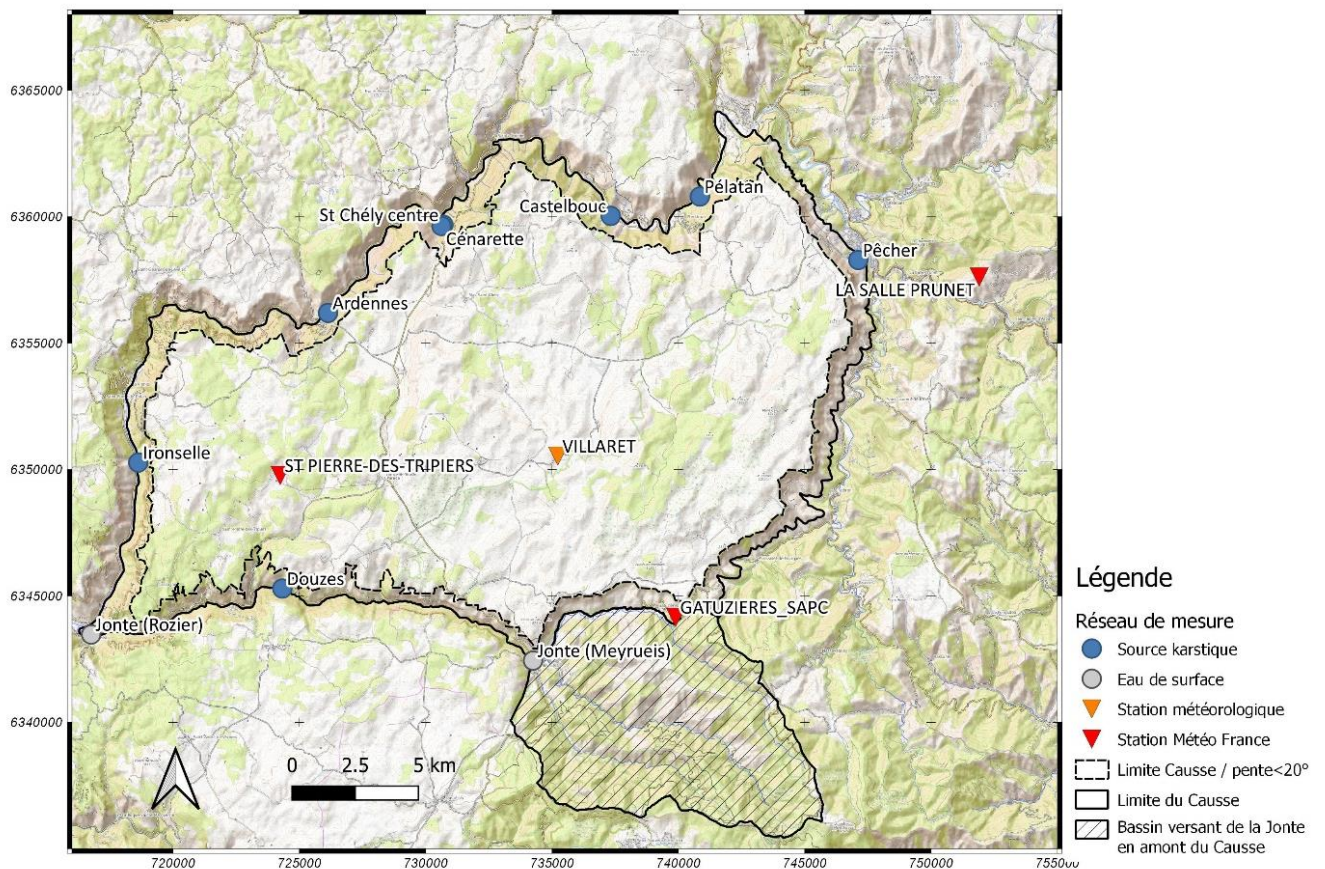 6365000
6360000
6355000
6350000
6345000
6340000
Pélatan
St Chély centre
Castelbouc
Cénarette
Pêcher
LA SALLE PRUNET
Ardennes
VILLARET
Ironselle
ST PIERRE-DES-TRIPIERS
Douzes
GATUZIERES_SAPC
Jonte (Rozier)
Jonte (Meyrueis)
0 2.5 5 km
720000 725000 730000 735000 740000 745000 750000
Légende
Réseau de mesure
Source karstique
Eau de surface
Station météorologique
Station Météo France
Limite Causse / pente<20°
Limite du Causse
Bassin versant de la Jonte
en amont du Causse